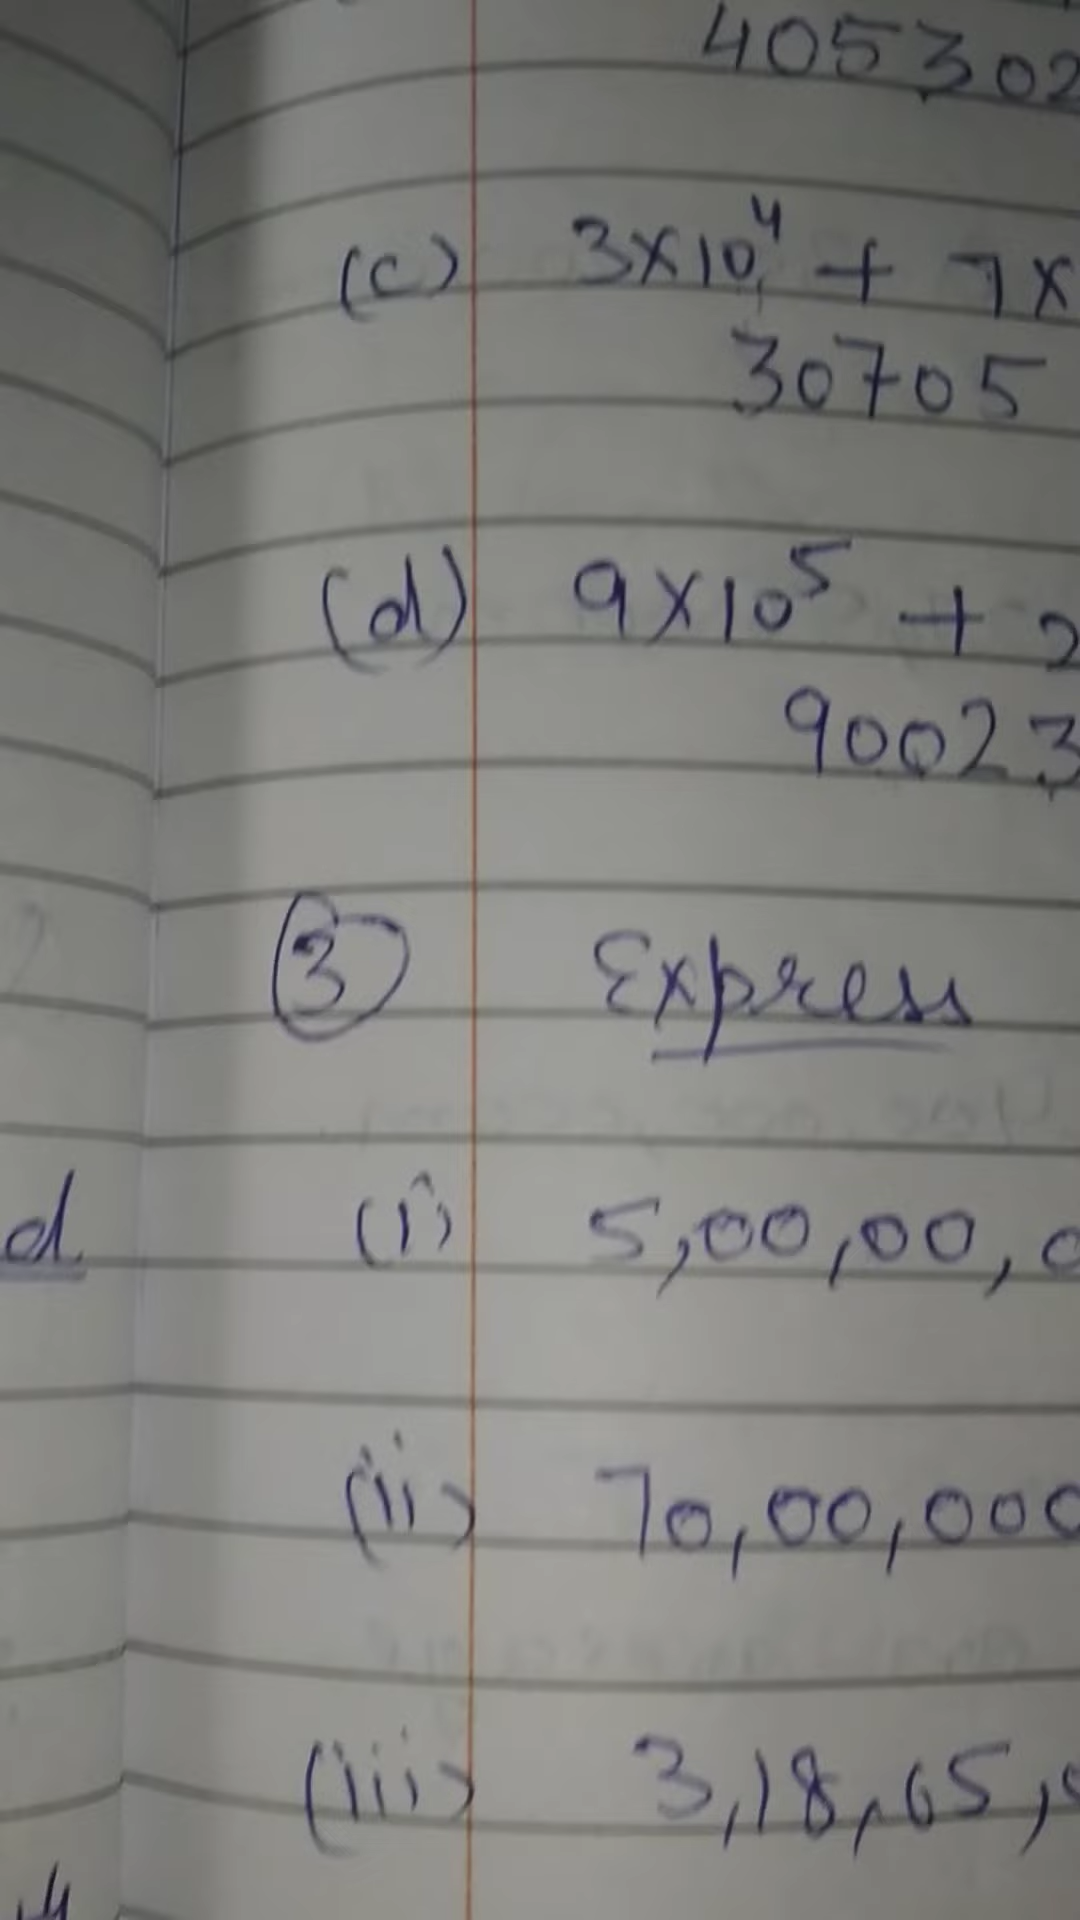 405302
(c) 3×10⁴ + 7×
30705
(d) 9×10⁵ + 2
90023
③ Express
(i) 5,00,00,0
d
(ii) 70,00,000
(iii) 3,18,65,